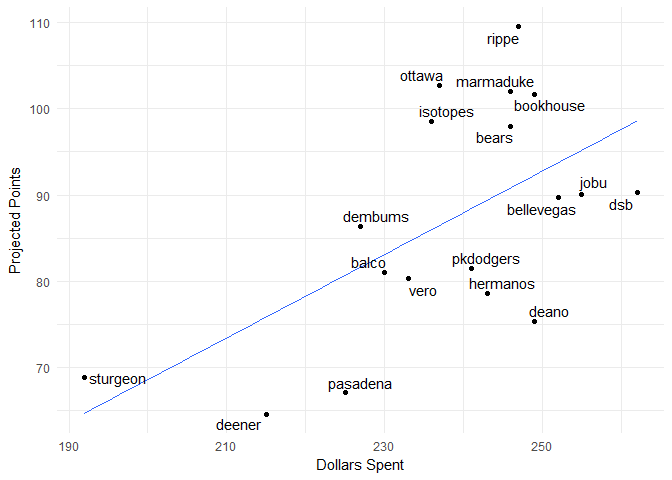 110
rippe
ottawa
marmaduke
bookhouse
100
isotopes
bears
jobu
90
bellevegas
dsb
dembums
balco
pkdodgers
80
vero
hermanos
deano
70
sturgeon
pasadena
deener
190
210
230
250
Dollars Spent
Projected Points